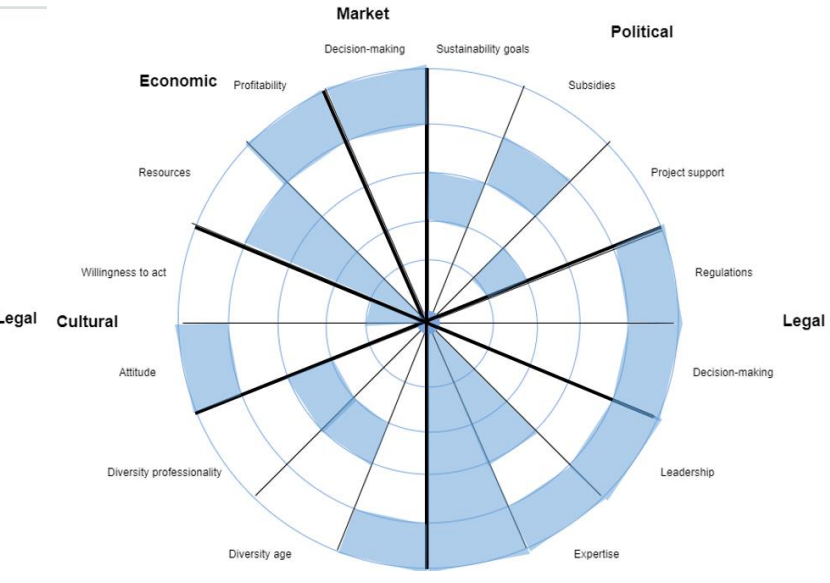 Market
Political
Decision-making
Sustainability goals
Economic
Profitability
Subsidies
Resources
Project support
Willingness to act
Regulations
Legal
Cultural
Legal
Attitude
Decision-making
Diversity professionality
Leadership
Diversity age
Expertise